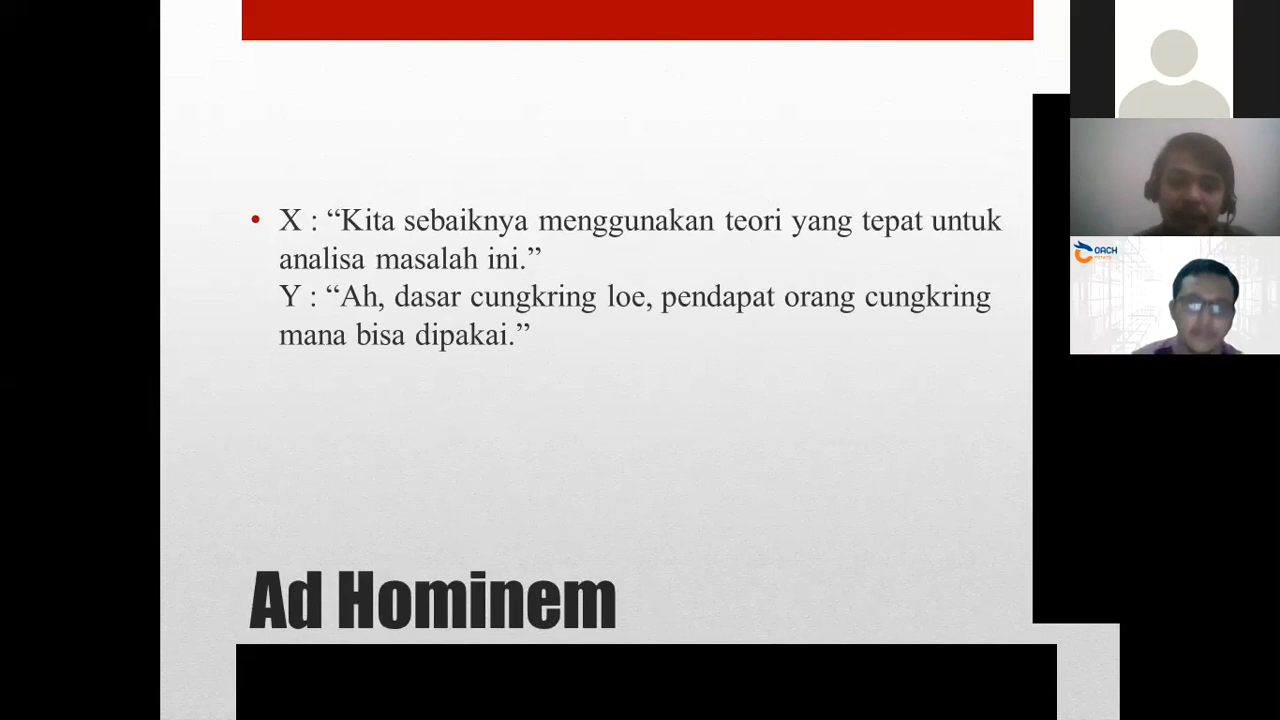 • X : “Kita sebaiknya menggunakan teori yang tepat untuk
analisa masalah ini.”
Y : “Ah, dasar cungkring loe, pendapat orang cungkring
mana bisa dipakai.”
Ad Hominem
OACH